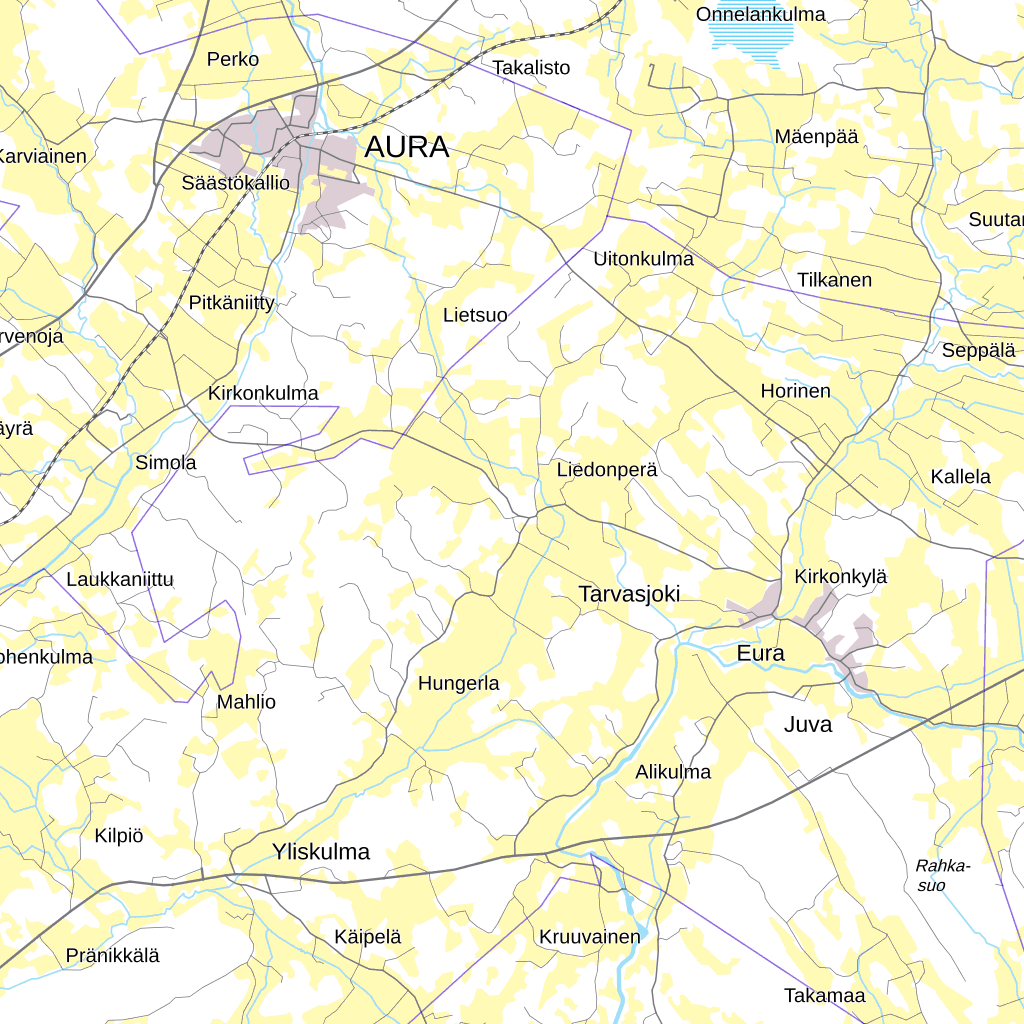 Onnelankulma
Perko
Takalisto
Mäenpää
AURA
Karviainen
Säästökallio
Suutar
Uitonkulma
Tilkanen
Pitkäniitty
Lietsuo
rvenoja
Seppälä
Kirkonkulma
Horinen
äyrä
Simola
Liedonperä
Kallela
Laukkaniittu
Kirkonkylä
Tarvasjoki
ohenkulma
Eura
Hungerla
Mahlio
Juva
Alikulma
Kilpiö
Yliskulma
Rahka-
suo
Käipelä
Kruuvainen
Pränikkälä
Takamaa